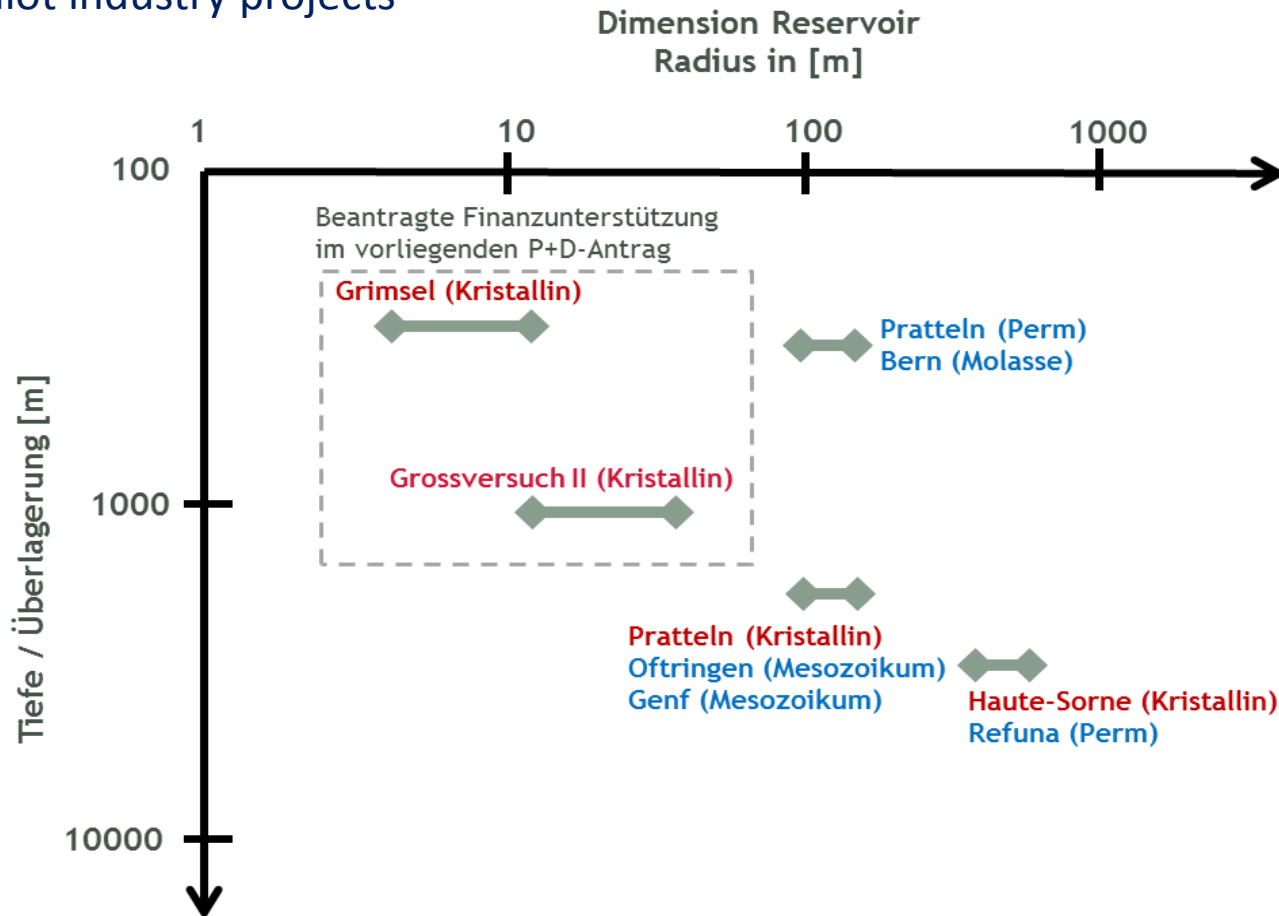 industry projects
Dimension Reservoir
Radius in [m]
1
10
100
1000
100
Beantragte Finanzunterstützung
im vorliegenden P+D-Antrag
Grimsel (Kristallin)
Pratteln (Perm)
Bern (Molasse)
Tiefe / Überlagerung [m]
Grossversuch II (Kristallin)
1000
Pratteln (Kristallin)
Oftringen (Mesozoikum)
Genf (Mesozoikum)
Haute-Sorne (Kristallin)
Refuna (Perm)
10000